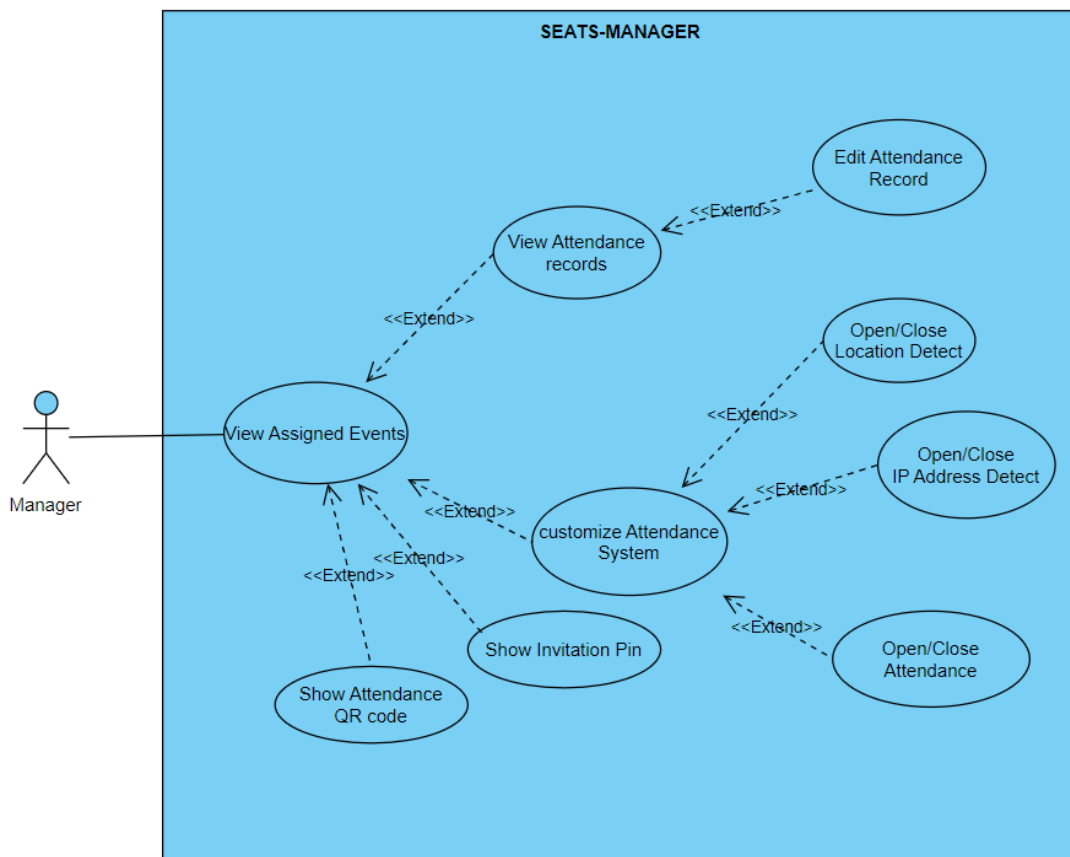 SEATS-MANAGER
Edit Attendance
Record
<<Extend>>
View Attendance
records
<<Extend>>
Open/Close
Location Detect
<<Extend>>
View Assigned Events
Open/Close
IP Address Detect
<<Extend>>
Manager
<<Extend>>
customize Attendance
System
<<Extend>>
<<Extend>>
<<Extend>>
Show Invitation Pin
Open/Close
Attendance
Show Attendance
QR code